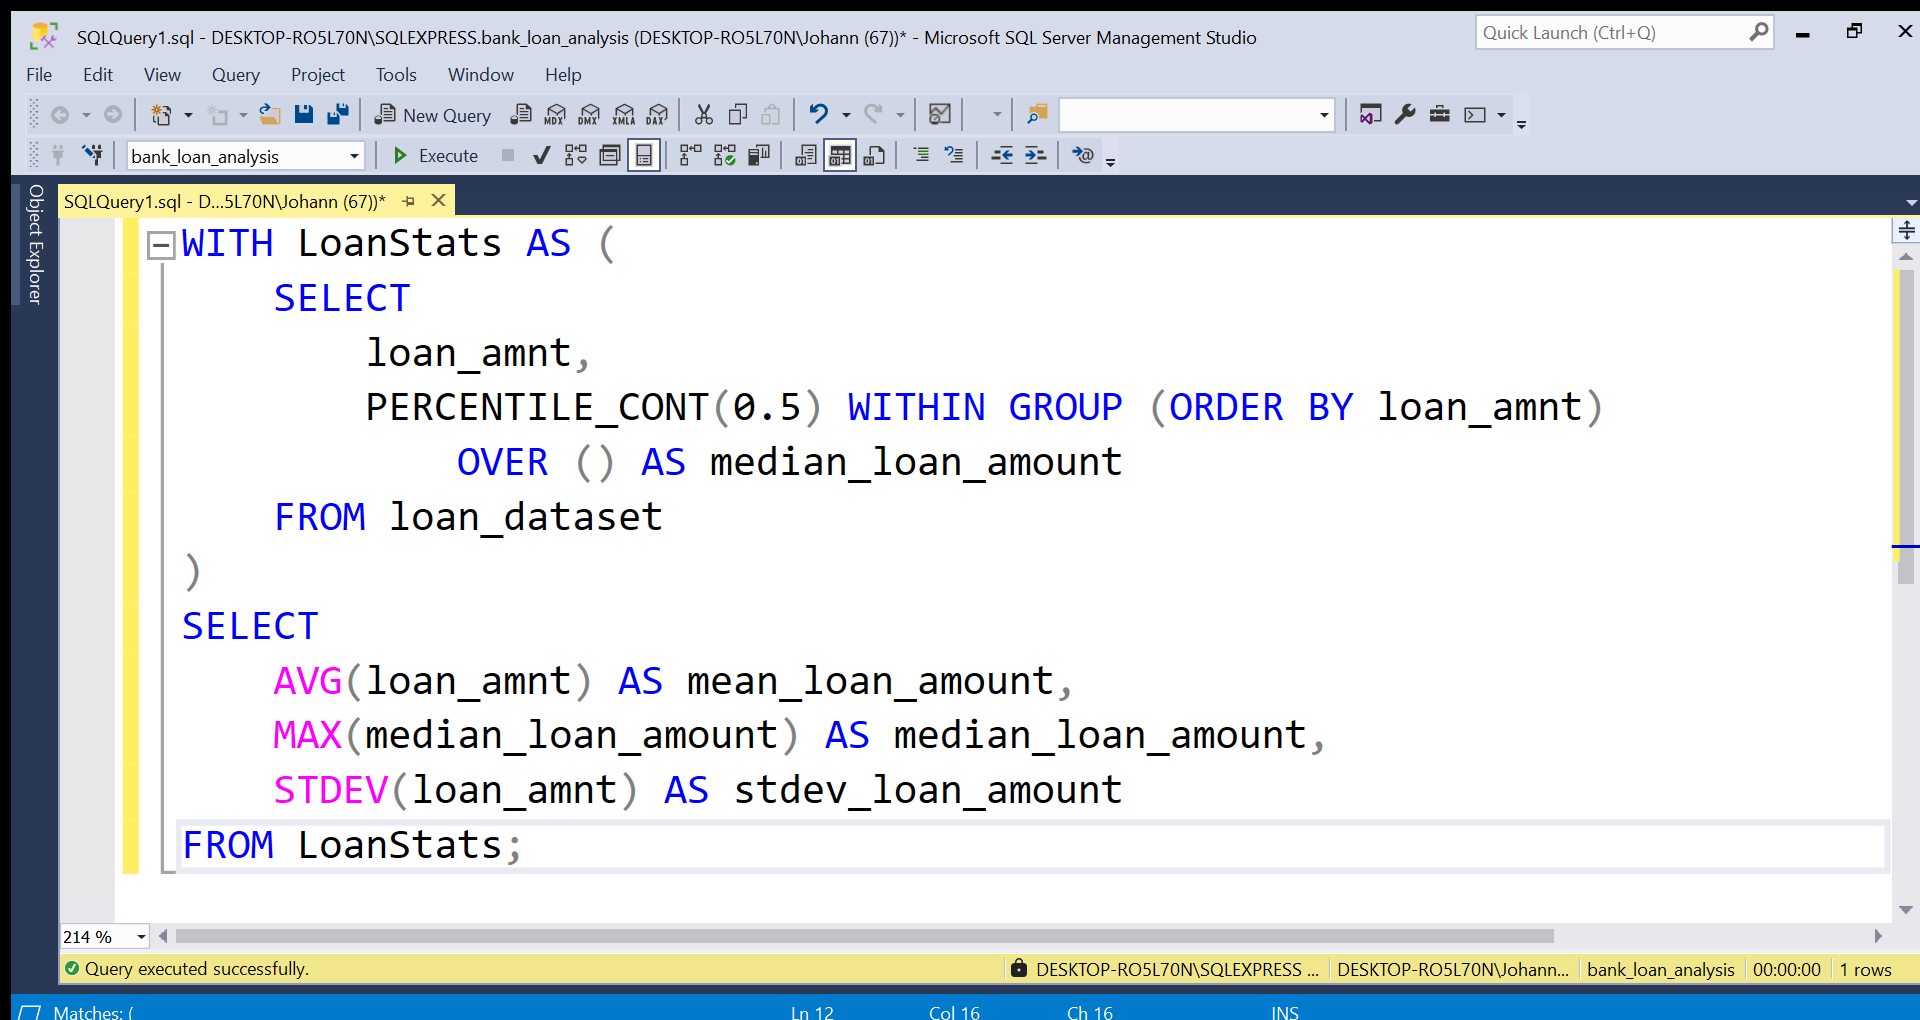 SQLQuery1.sql - DESKTOP-RO5L70N\SQLEXPRESS.bank_loan_analysis (DESKTOP-RO5L70N\Johann (67))* - Microsoft SQL Server Management Studio
Quick Launch (Ctrl+Q)
File Edit View Query Project Tools Window Help
New Query MDX DMX XMLA DAX
bank_loan_analysis Execute
Object Explorer
SQLQuery1.sql - D...5L70N\Johann (67))*
WITH LoanStats AS (
SELECT
loan_amnt,
PERCENTILE_CONT(0.5) WITHIN GROUP (ORDER BY loan_amnt)
OVER () AS median_loan_amount
FROM loan_dataset
)
SELECT
AVG(loan_amnt) AS mean_loan_amount,
MAX(median_loan_amount) AS median_loan_amount,
STDEV(loan_amnt) AS stdev_loan_amount
FROM LoanStats;
214 %
Query executed successfully. DESKTOP-RO5L70N\SQLEXPRESS ... DESKTOP-RO5L70N\Johann... bank_loan_analysis 00:00:00 1 rows
Matches: ( Ln 12 Col 16 Ch 16 INS